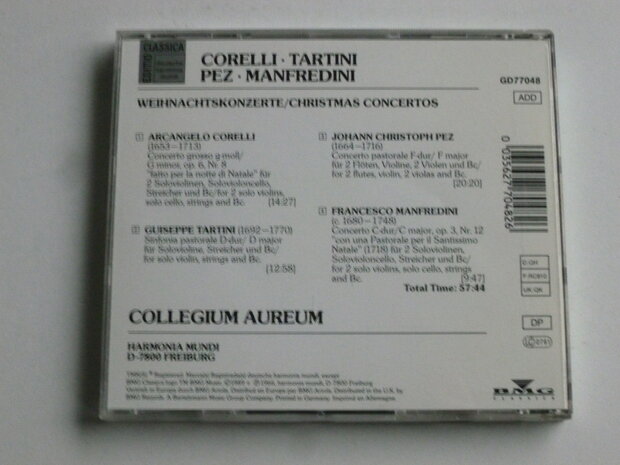 EDITIO
CLASSICA
CORELLI · TARTINI
PEZ · MANFREDINI
GD77048
ADD
WEIHNACHTSKONZERTE/CHRISTMAS CONCERTOS
1 ARCANGELO CORELLI
(1653–1713)
Concerto grosso g moll/
G minor, op. 6, Nr. 8
"fatto per la notte di Natale" für
2 Soloviolinen, Solovioloncello,
Streicher und Bc/for 2 solo violins,
solo cello, strings and Bc. [14:27]
2 GUISEPPE TARTINI (1692–1770)
Sinfonia pastorale D-dur/ D major
für Solovioline, Streicher und Bc/
for solo violin, strings and Bc.
[12:58]
3 JOHANN CHRISTOPH PEZ
(1664–1716)
Concerto pastorale F-dur/ F major
für 2 Flöten, Violine, 2 Violen und Bc/
for 2 flutes, violin, 2 violas and Bc.
[20:20]
4 FRANCESCO MANFREDINI
(c. 1680–1748)
Concerto C-dur/C major, op. 3, Nr. 12
"con una Pastorale per il Santissimo
Natale" (1718) für 2 Soloviolinen,
Solovioloncello, Streicher und Bc/
for 2 solo violins, solo cello, strings
and Bc. [9:47]
Total Time: 57:44
0 035627 704826
COLLEGIUM AUREUM
DP
HARMONIA MUNDI
D-7800 FREIBURG
BMG
CLASSICS